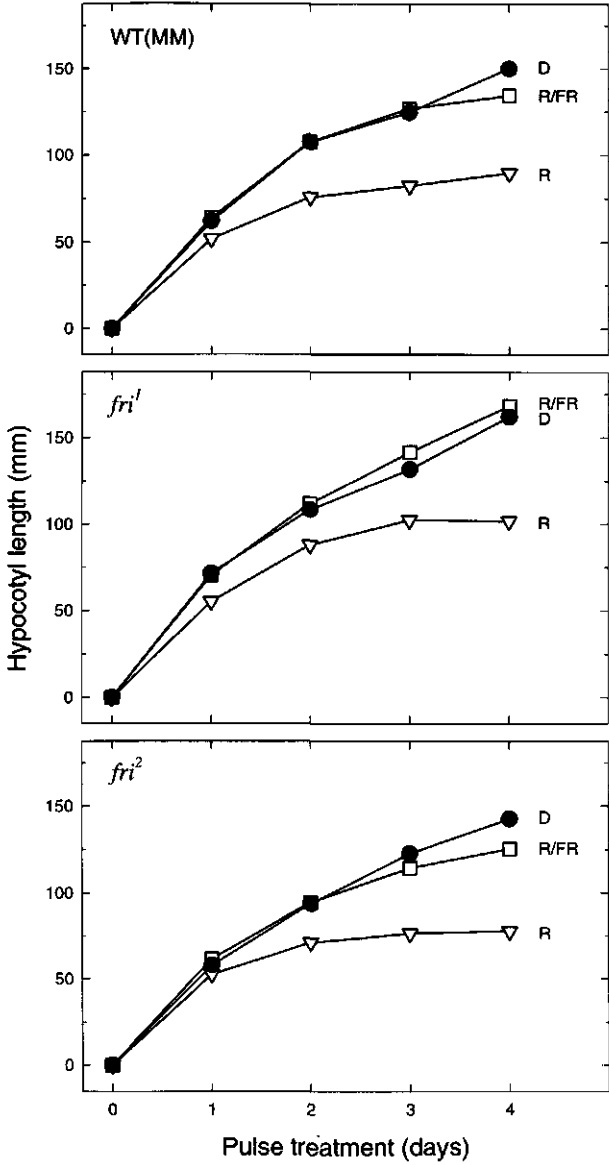 WT(MM)
150
100
50
0
D
R/FR
R
fri¹
150
100
50
0
R/FR
D
R
Hypocotyl length (mm)
fri²
150
100
50
0
D
R/FR
R
0 1 2 3 4
Pulse treatment (days)